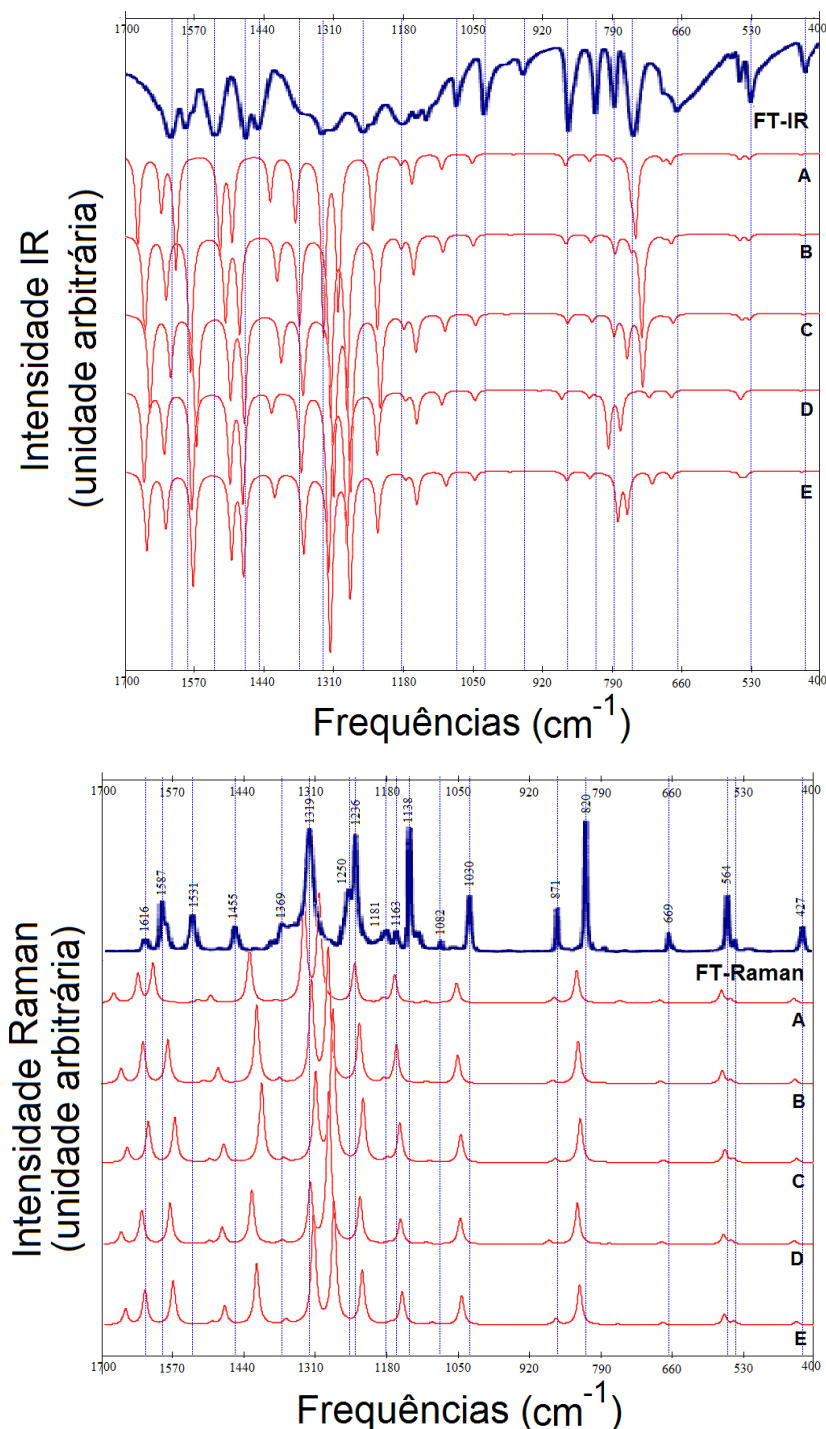 1700 1570 1440 1310 1180 1050 920 790 660 530 400
FT-IR
A
B
C
D
E
Intensidade IR
(unidade arbitrária)
1700 1570 1440 1310 1180 1050 920 790 660 530 400
Frequências (cm-1)
1700 1570 1440 1310 1180 1050 920 790 660 530 400
1616
1587
1531
1455
1369
1319
1250
1236
1181
1163
1138
1082
1030
871
820
669
564
427
FT-Raman
A
B
C
D
E
Intensidade Raman
(unidade arbitrária)
1700 1570 1440 1310 1180 1050 920 790 660 530 400
Frequências (cm-1)